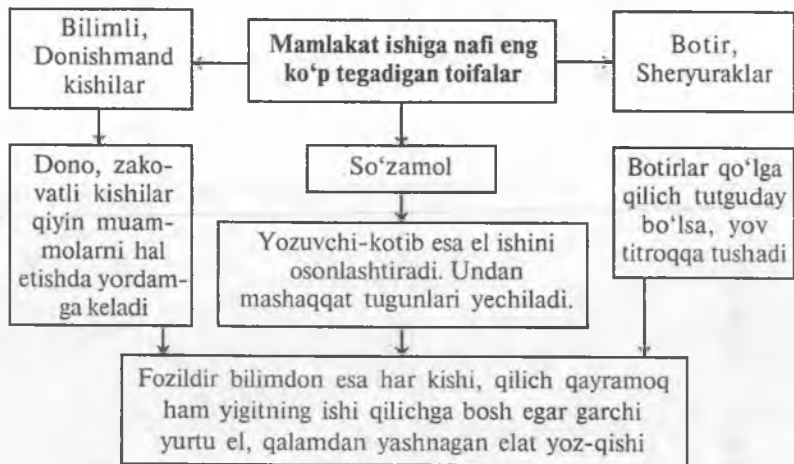 Bilimli,
Donishmand
kishilar
Mamlakat ishiga nafi eng
ko‘p tegadigan toifalar
Botir,
Sheryuraklar
Dono, zako-
vatli kishilar
qiyin muam-
molarni hal
etishda yordam-
ga keladi
So‘zamol
Yozuvchi-kotib esa el ishini
osonlashtiradi. Undan
mashaqqat tugunlari yechiladi.
Botirlar qo‘lga
qilich tutguday
bo‘lsa, yov
titroqqa tushadi
Fozildir bilimdon esa har kishi, qilich qayramoq
ham yigitning ishi qilichga bosh egar garchi
yurtu el, qalamdan yashnagan elat yoz-qishi